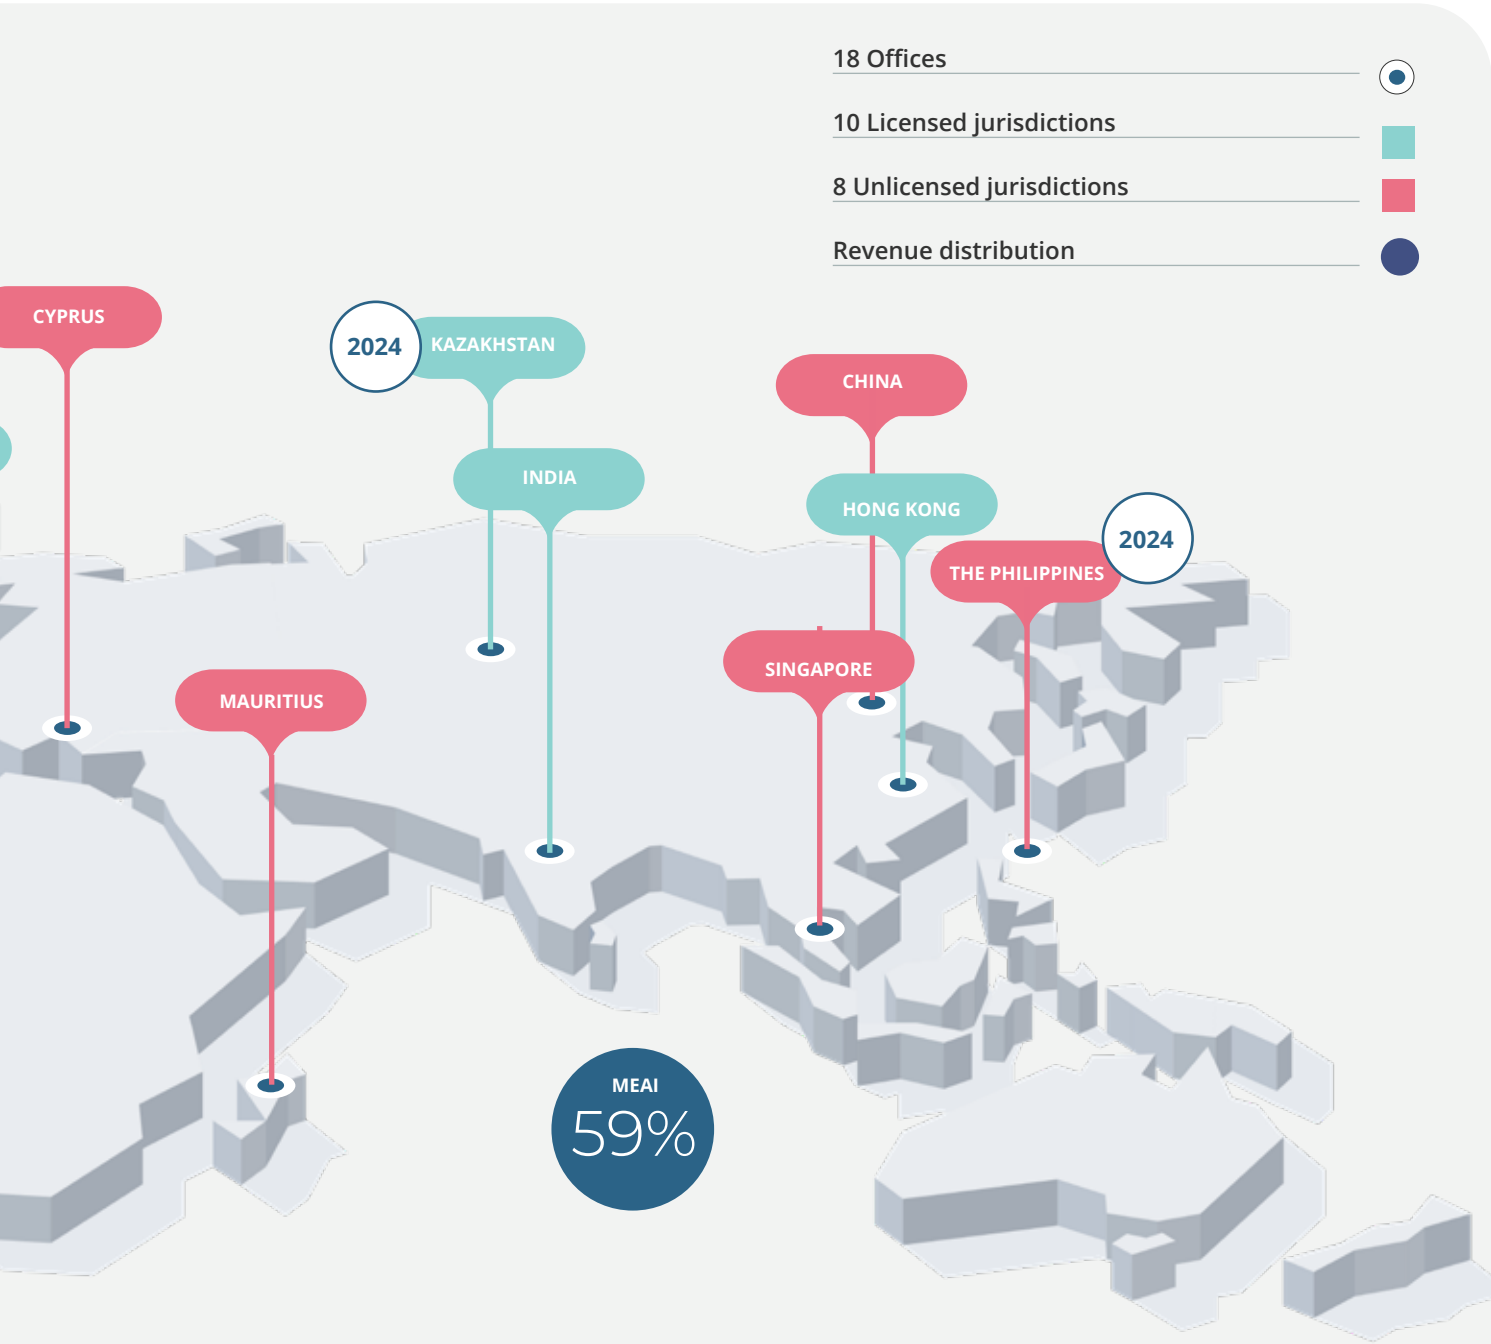 18 Offices
10 Licensed jurisdictions
8 Unlicensed jurisdictions
Revenue distribution
CYPRUS
2024
KAZAKHSTAN
CHINA
INDIA
HONG KONG
2024
THE PHILIPPINES
SINGAPORE
MAURITIUS
MEAI
59%